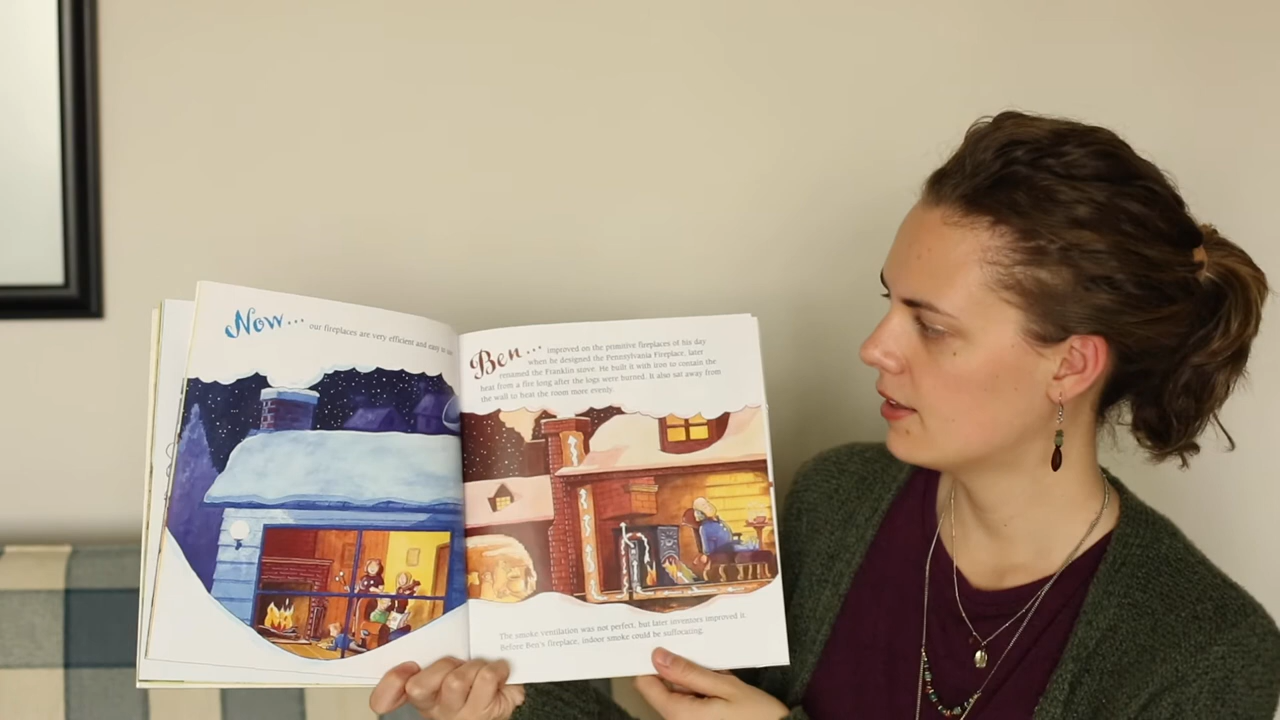 Now... our fireplaces are very efficient and easy to use
Ben... improved on the primitive fireplaces of his day
when he designed the Pennsylvania Fireplace, later
renamed the Franklin stove. He built it with iron to contain the
heat from a fire long after the logs were burned. It also sat away from
the wall to heat the room more evenly.
The smoke ventilation was not perfect, but later inventors improved it.
Before Ben's fireplace, indoor smoke could be suffocating.